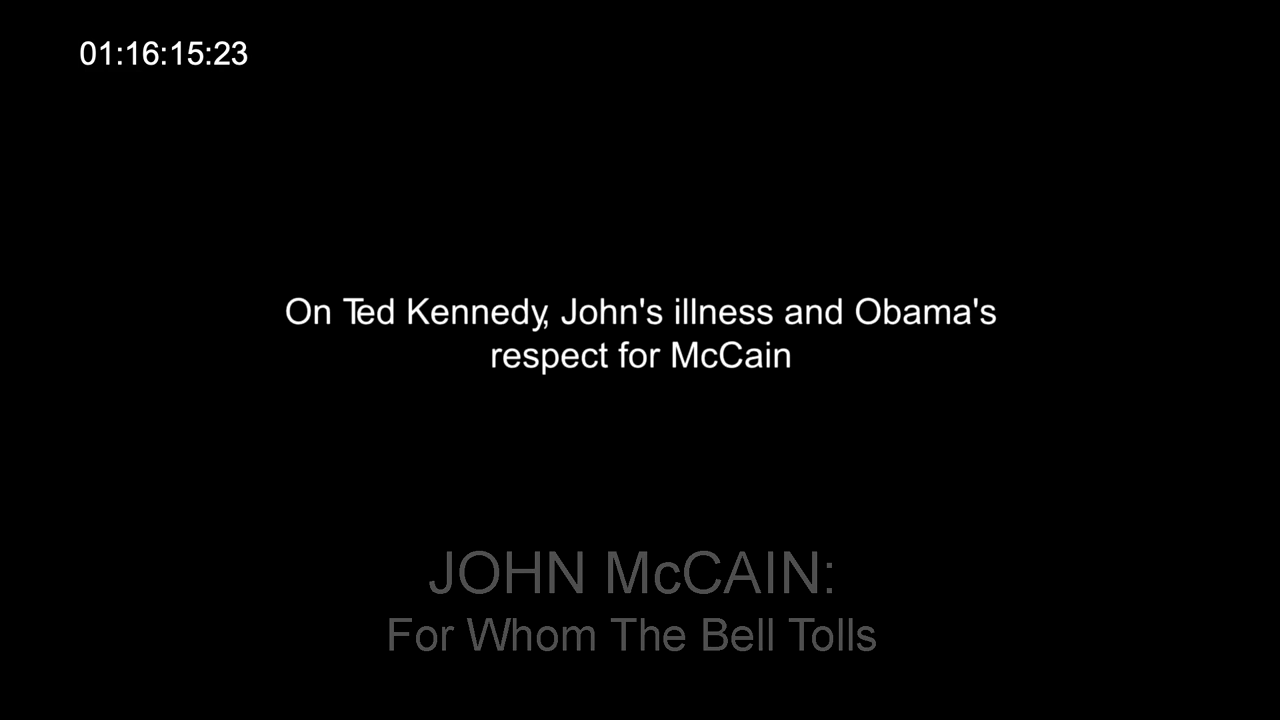 01:16:15:23
On Ted Kennedy, John's illness and Obama's
respect for McCain
JOHN McCAIN:
For Whom The Bell Tolls